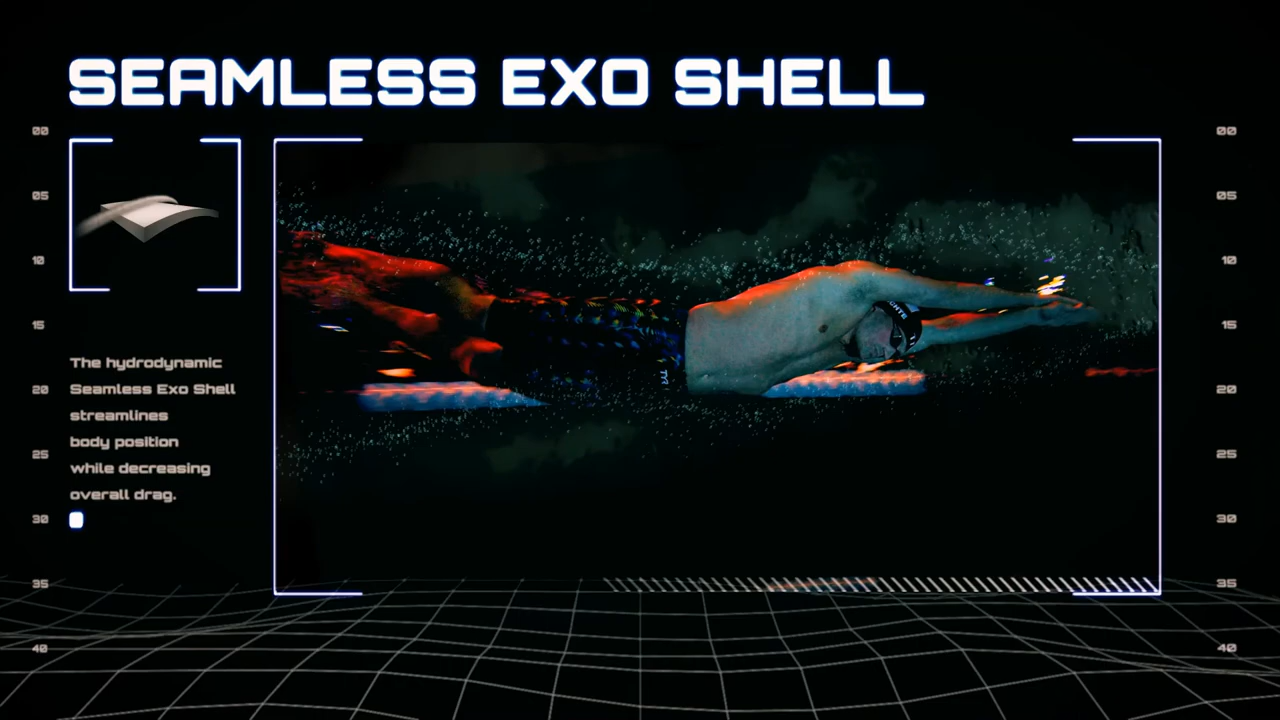 SEAMLESS EXO SHELL
00
05
10
15
20
25
30
35
40
The hydrodynamic
Seamless Exo Shell
streamlines
body position
while decreasing
overall drag.
TYR
00
05
10
15
20
25
30
35
40